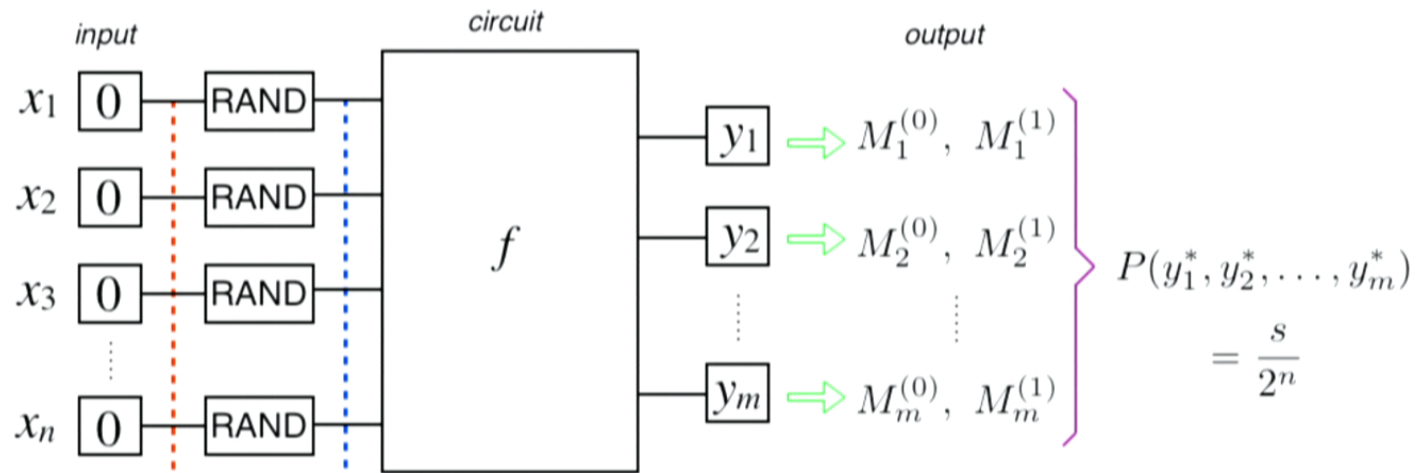 input circuit output
x₁ 0 RAND
y₁ M₁⁽⁰⁾, M₁⁽¹⁾
x₂ 0 RAND
y₂ M₂⁽⁰⁾, M₂⁽¹⁾
f
P(y₁*, y₂*, . . . , yₘ*)
x₃ 0 RAND
= s/2ⁿ
yₘ Mₘ⁽⁰⁾, Mₘ⁽¹⁾
xₙ 0 RAND